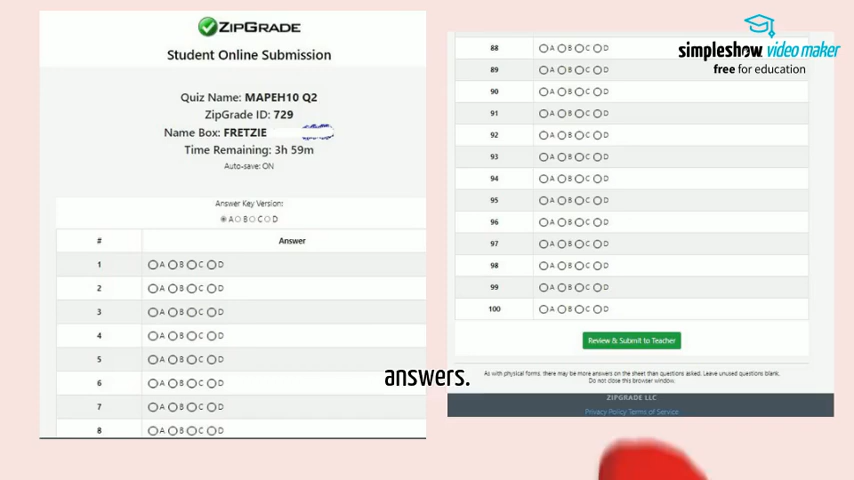 ZIPGRADE
Student Online Submission
Quiz Name: MAPEH10 Q2
ZipGrade ID: 729
Name Box: FRETZIE
Time Remaining: 3h 59m
Auto-save: ON
Answer Key Version:
A B C D
# Answer
1 A B C D
2 A B C D
3 A B C D
4 A B C D
5 A B C D
6 A B C D
7 A B C D
8 A B C D
simpleshow video maker
free for education
88 A B C D
89 A B C D
90 A B C D
91 A B C D
92 A B C D
93 A B C D
94 A B C D
95 A B C D
96 A B C D
97 A B C D
98 A B C D
99 A B C D
100 A B C D
Review & Submit to Teacher
As with physical forms, there may be more answers on the sheet than questions asked. Leave unused questions blank.
Do not close this browser window.
ZIPGRADE LLC
Privacy Policy Terms of Service
answers.